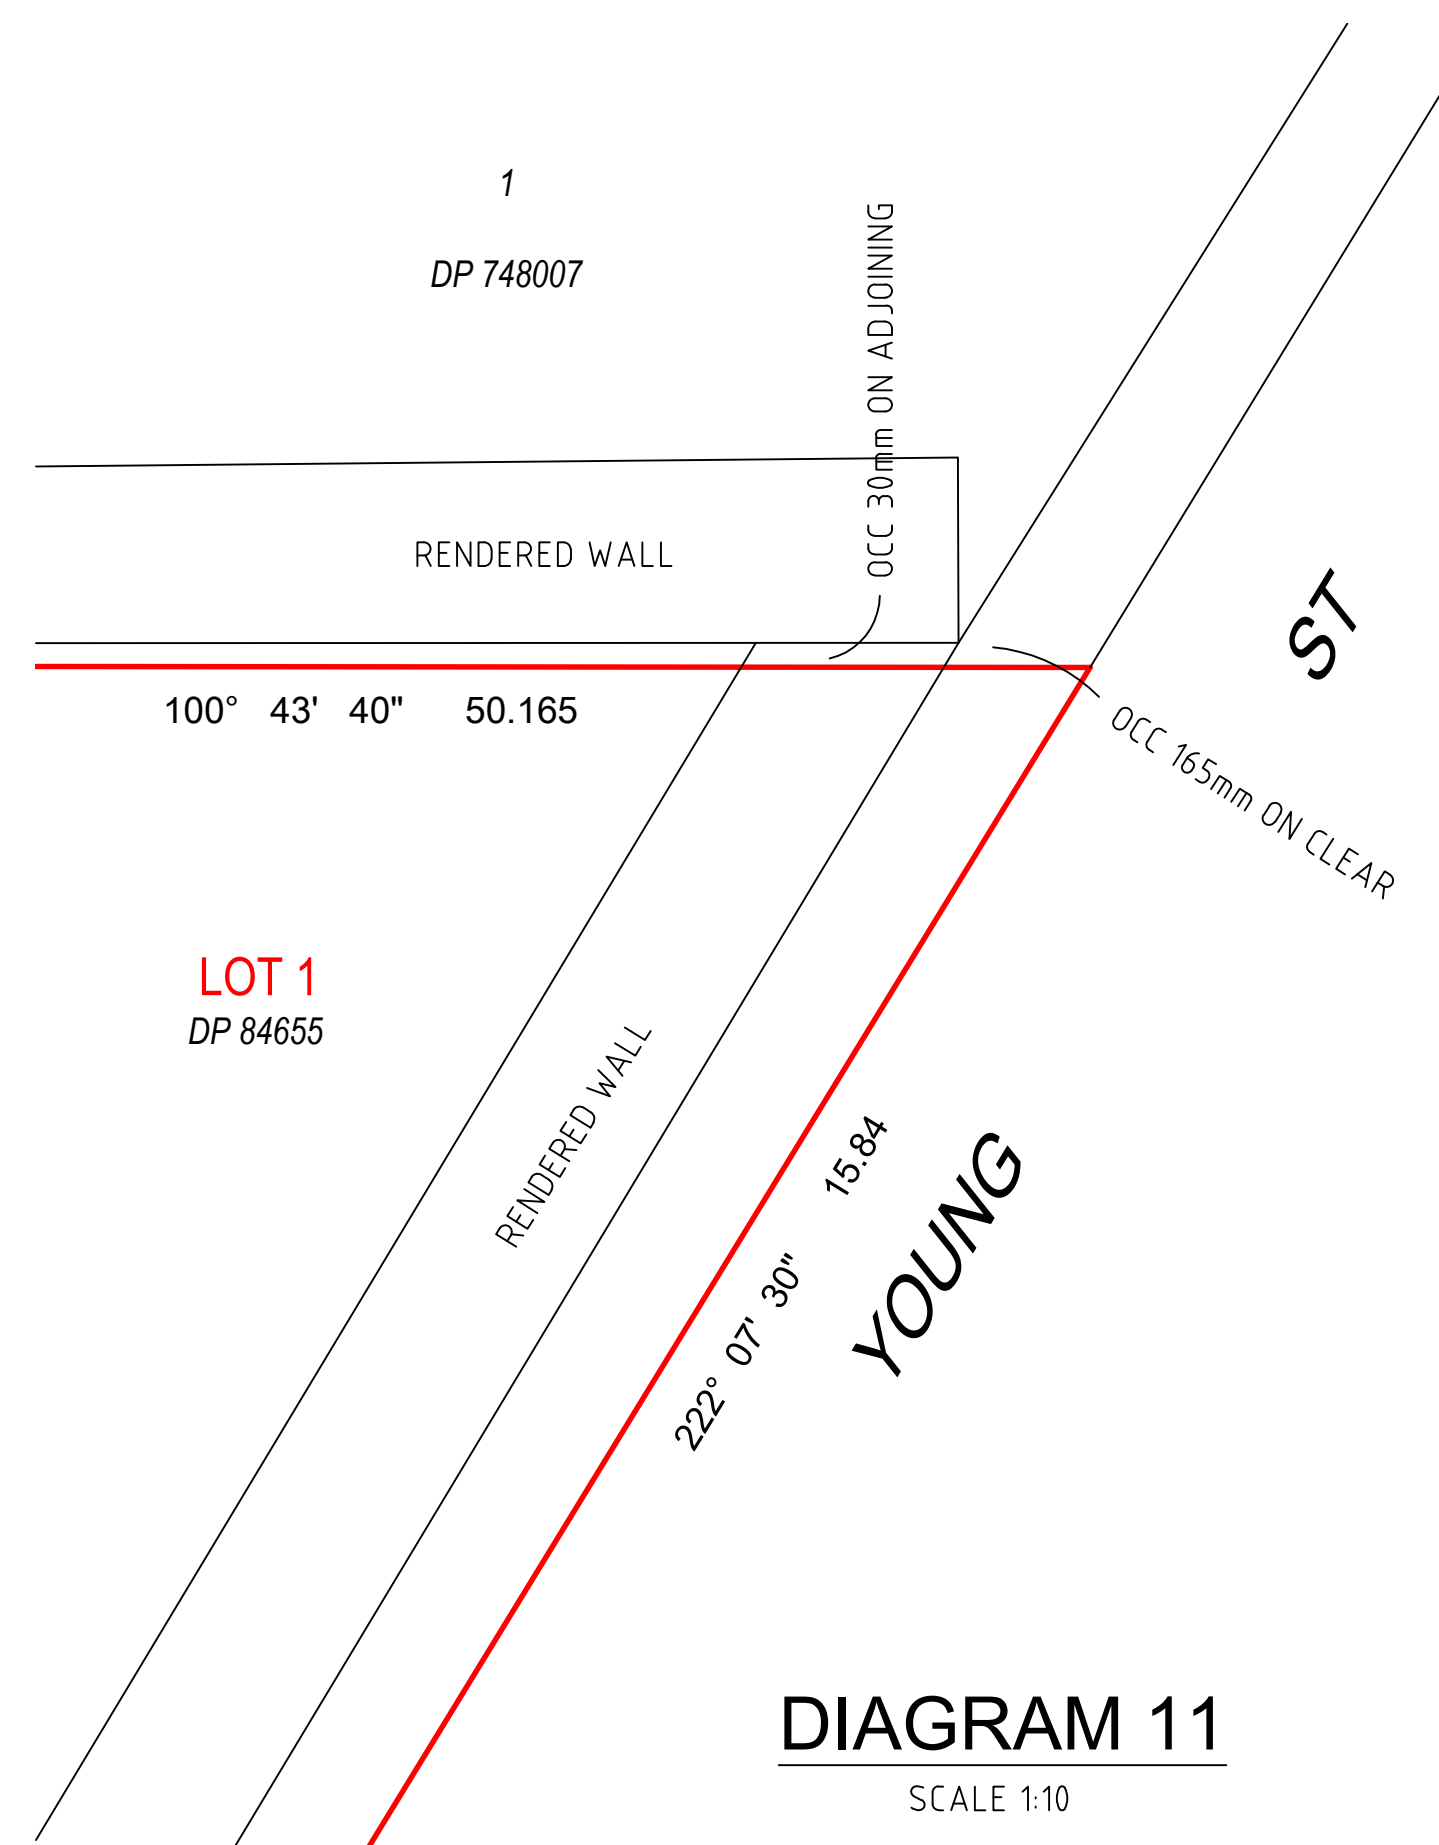 1
DP 748007
OCC 30mm ON ADJOINING
RENDERED WALL
ST
100° 43' 40" 50.165
OCC 165mm ON CLEAR
LOT 1
DP 84655
RENDERED WALL
222° 07' 30" 15.84
YOUNG
DIAGRAM 11
SCALE 1:10